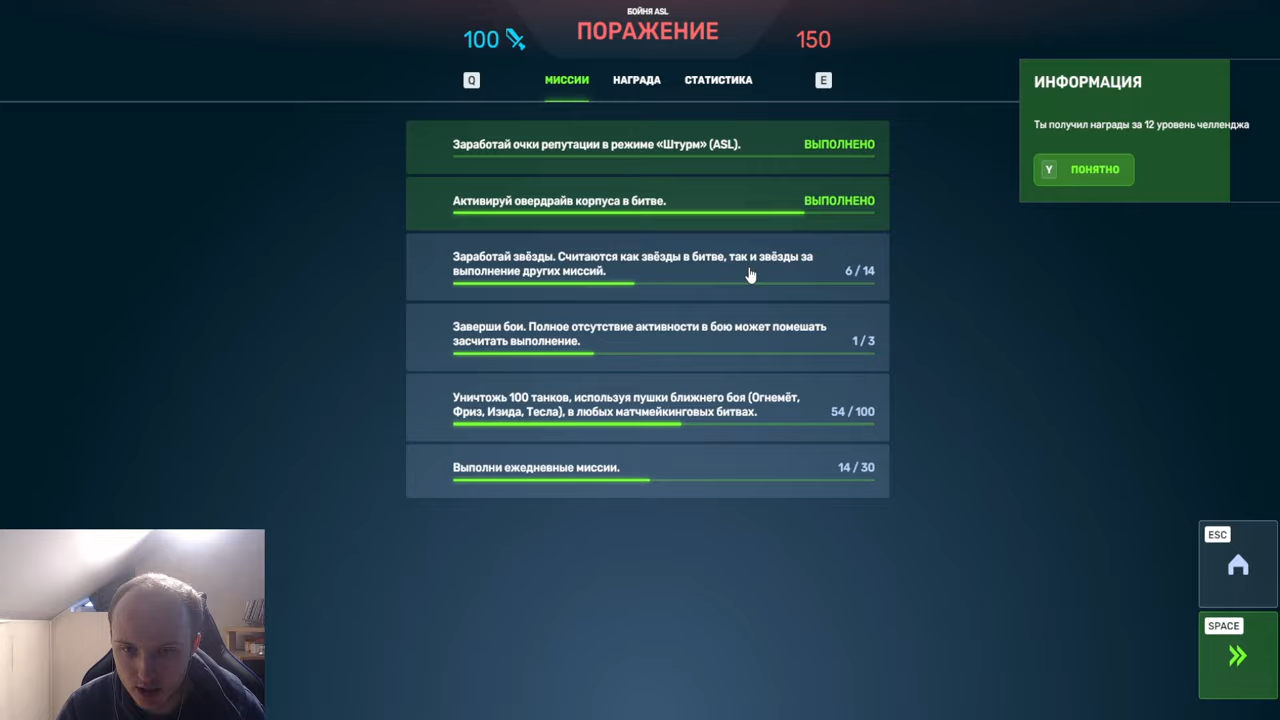 БОЙНЯ ASL
ПОРАЖЕНИЕ
100
150
Q
МИССИИ
НАГРАДА
СТАТИСТИКА
E
ИНФОРМАЦИЯ
Ты получил награды за 12 уровень челленджа
Y ПОНЯТНО
Заработай очки репутации в режиме «Штурм» (ASL).
ВЫПОЛНЕНО
Активируй овердрайв корпуса в битве.
ВЫПОЛНЕНО
Заработай звёзды. Считаются как звёзды в битве, так и звёзды за
выполнение других миссий.
6 / 14
Заверши бои. Полное отсутствие активности в бою может помешать
засчитать выполнение.
1 / 3
Уничтожь 100 танков, используя пушки ближнего боя (Огнемёт,
Фриз, Изида, Тесла), в любых матчмейкинговых битвах.
54 / 100
Выполни ежедневные миссии.
14 / 30
ESC
SPACE